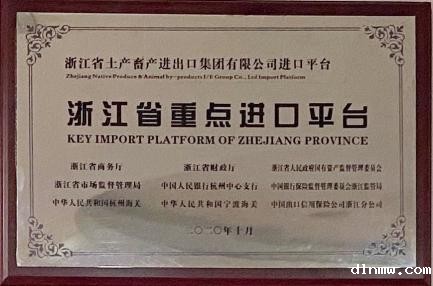 浙江省土产畜产进出口集团有限公司进口平台
Zhejiang Native Produce & Animal by-products I/E Group Co., Ltd Import Platform
浙江省重点进口平台
KEY IMPORT PLATFORM OF ZHEJIANG PROVINCE
浙江省商务厅 浙江省财政厅 浙江省人民政府国有资产监督管理委员会
浙江省市场监督管理局 中国人民银行杭州中心支行 中国银行保险监督管理委员会浙江监管局
中华人民共和国杭州海关 中华人民共和国宁波海关 中国出口信用保险公司浙江分公司
二〇二〇年十月
www.dlnmw.com